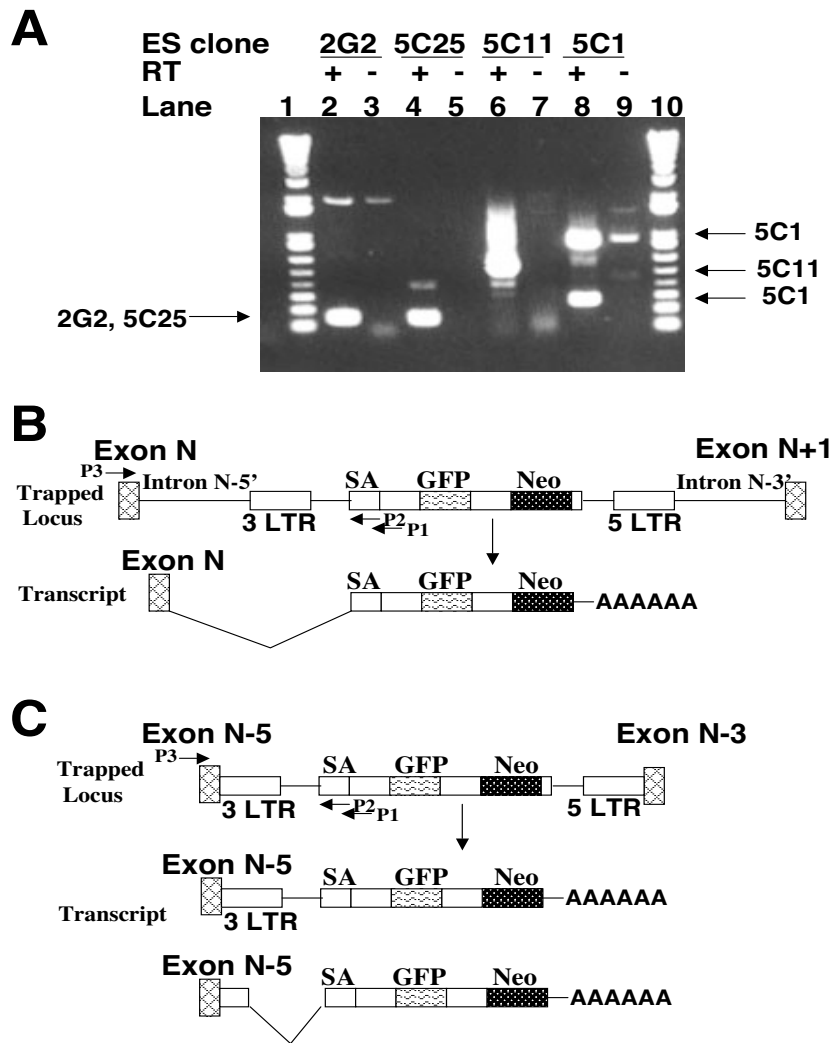 A
ES clone 2G2 5C25 5C11 5C1
RT + - + - + - + -
Lane 1 2 3 4 5 6 7 8 9 10
5C1
5C11
5C1
2G2, 5C25
B
Exon N
Exon N+1
P3
Intron N-5'
SA
GFP
Neo
Intron N-3'
Trapped
Locus
3 LTR
P2
P1
5 LTR
Exon N
Transcript
SA
GFP
Neo
AAAAAA
C
Exon N-5
Exon N-3
P3
Trapped
Locus
SA
GFP
Neo
3 LTR
P2
P1
5 LTR
Exon N-5
SA
GFP
Neo
AAAAAA
Transcript
3 LTR
Exon N-5
SA
GFP
Neo
AAAAAA